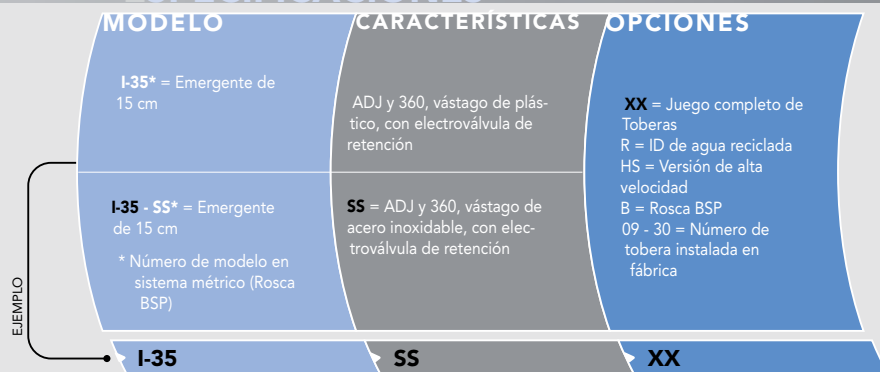 ESPECIFICACIONES
MODELO
CARACTERÍSTICAS
OPCIONES
I-35* = Emergente de
15 cm
ADJ y 360, vástago de plás-
tico, con electroválvula de
retención
XX = Juego completo de
Toberas
R = ID de agua reciclada
HS = Versión de alta
velocidad
B = Rosca BSP
09 - 30 = Número de
tobera instalada en
fábrica
I-35 - SS* = Emergente
de 15 cm
* Número de modelo en
sistema métrico (Rosca
BSP)
SS = ADJ y 360, vástago de
acero inoxidable, con elec-
troválvula de retención
EJEMPLO
I-35
SS
XX